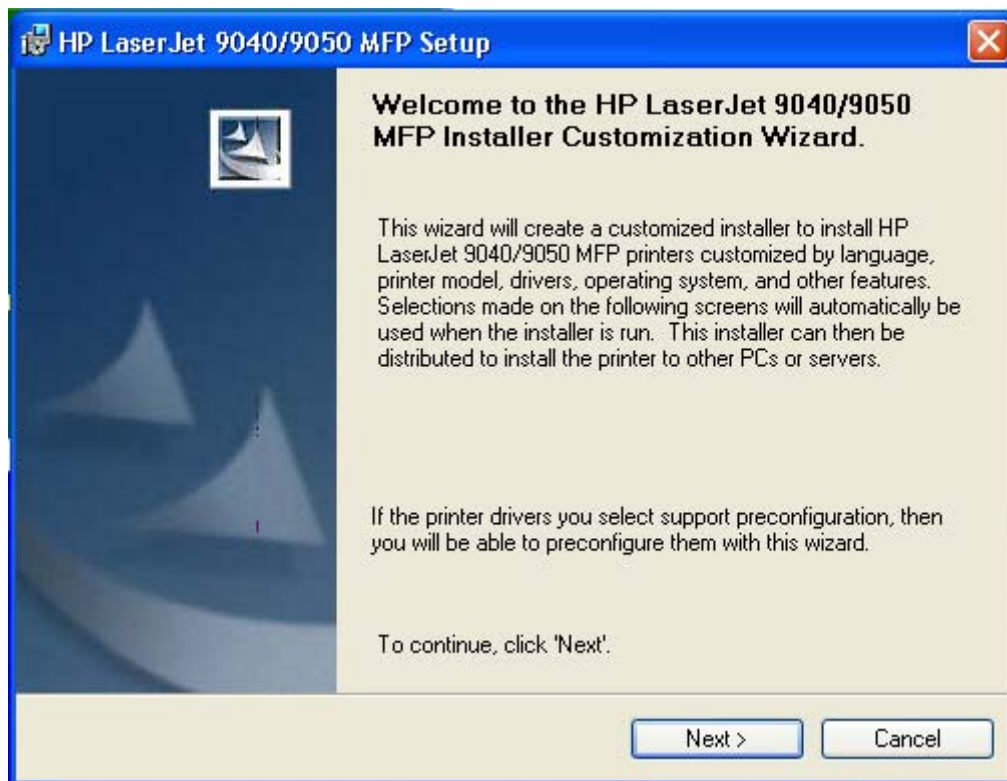 HP LaserJet 9040/9050 MFP Setup
Welcome to the HP LaserJet 9040/9050
MFP Installer Customization Wizard.
This wizard will create a customized installer to install HP
LaserJet 9040/9050 MFP printers customized by language,
printer model, drivers, operating system, and other features.
Selections made on the following screens will automatically be
used when the installer is run.  This installer can then be
distributed to install the printer to other PCs or servers.
If the printer drivers you select support preconfiguration, then
you will be able to preconfigure them with this wizard.
To continue, click 'Next'.
Next >
Cancel